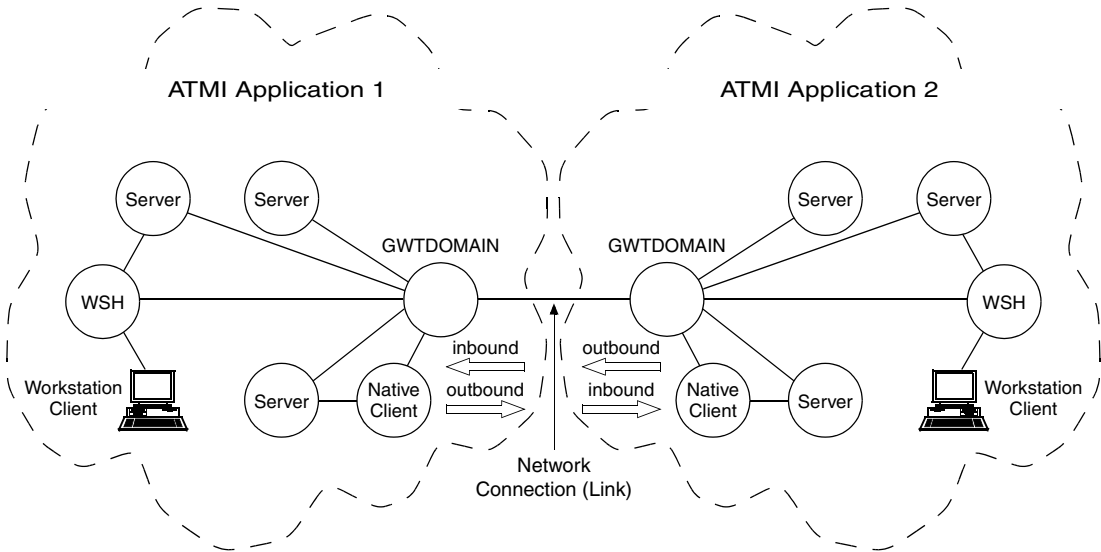 ATMI Application 1
ATMI Application 2
Server
Server
Server
Server
GWTDOMAIN
GWTDOMAIN
WSH
WSH
inbound
outbound
outbound
inbound
Workstation
Client
Server
Native
Client
Native
Client
Server
Workstation
Client
Network
Connection (Link)